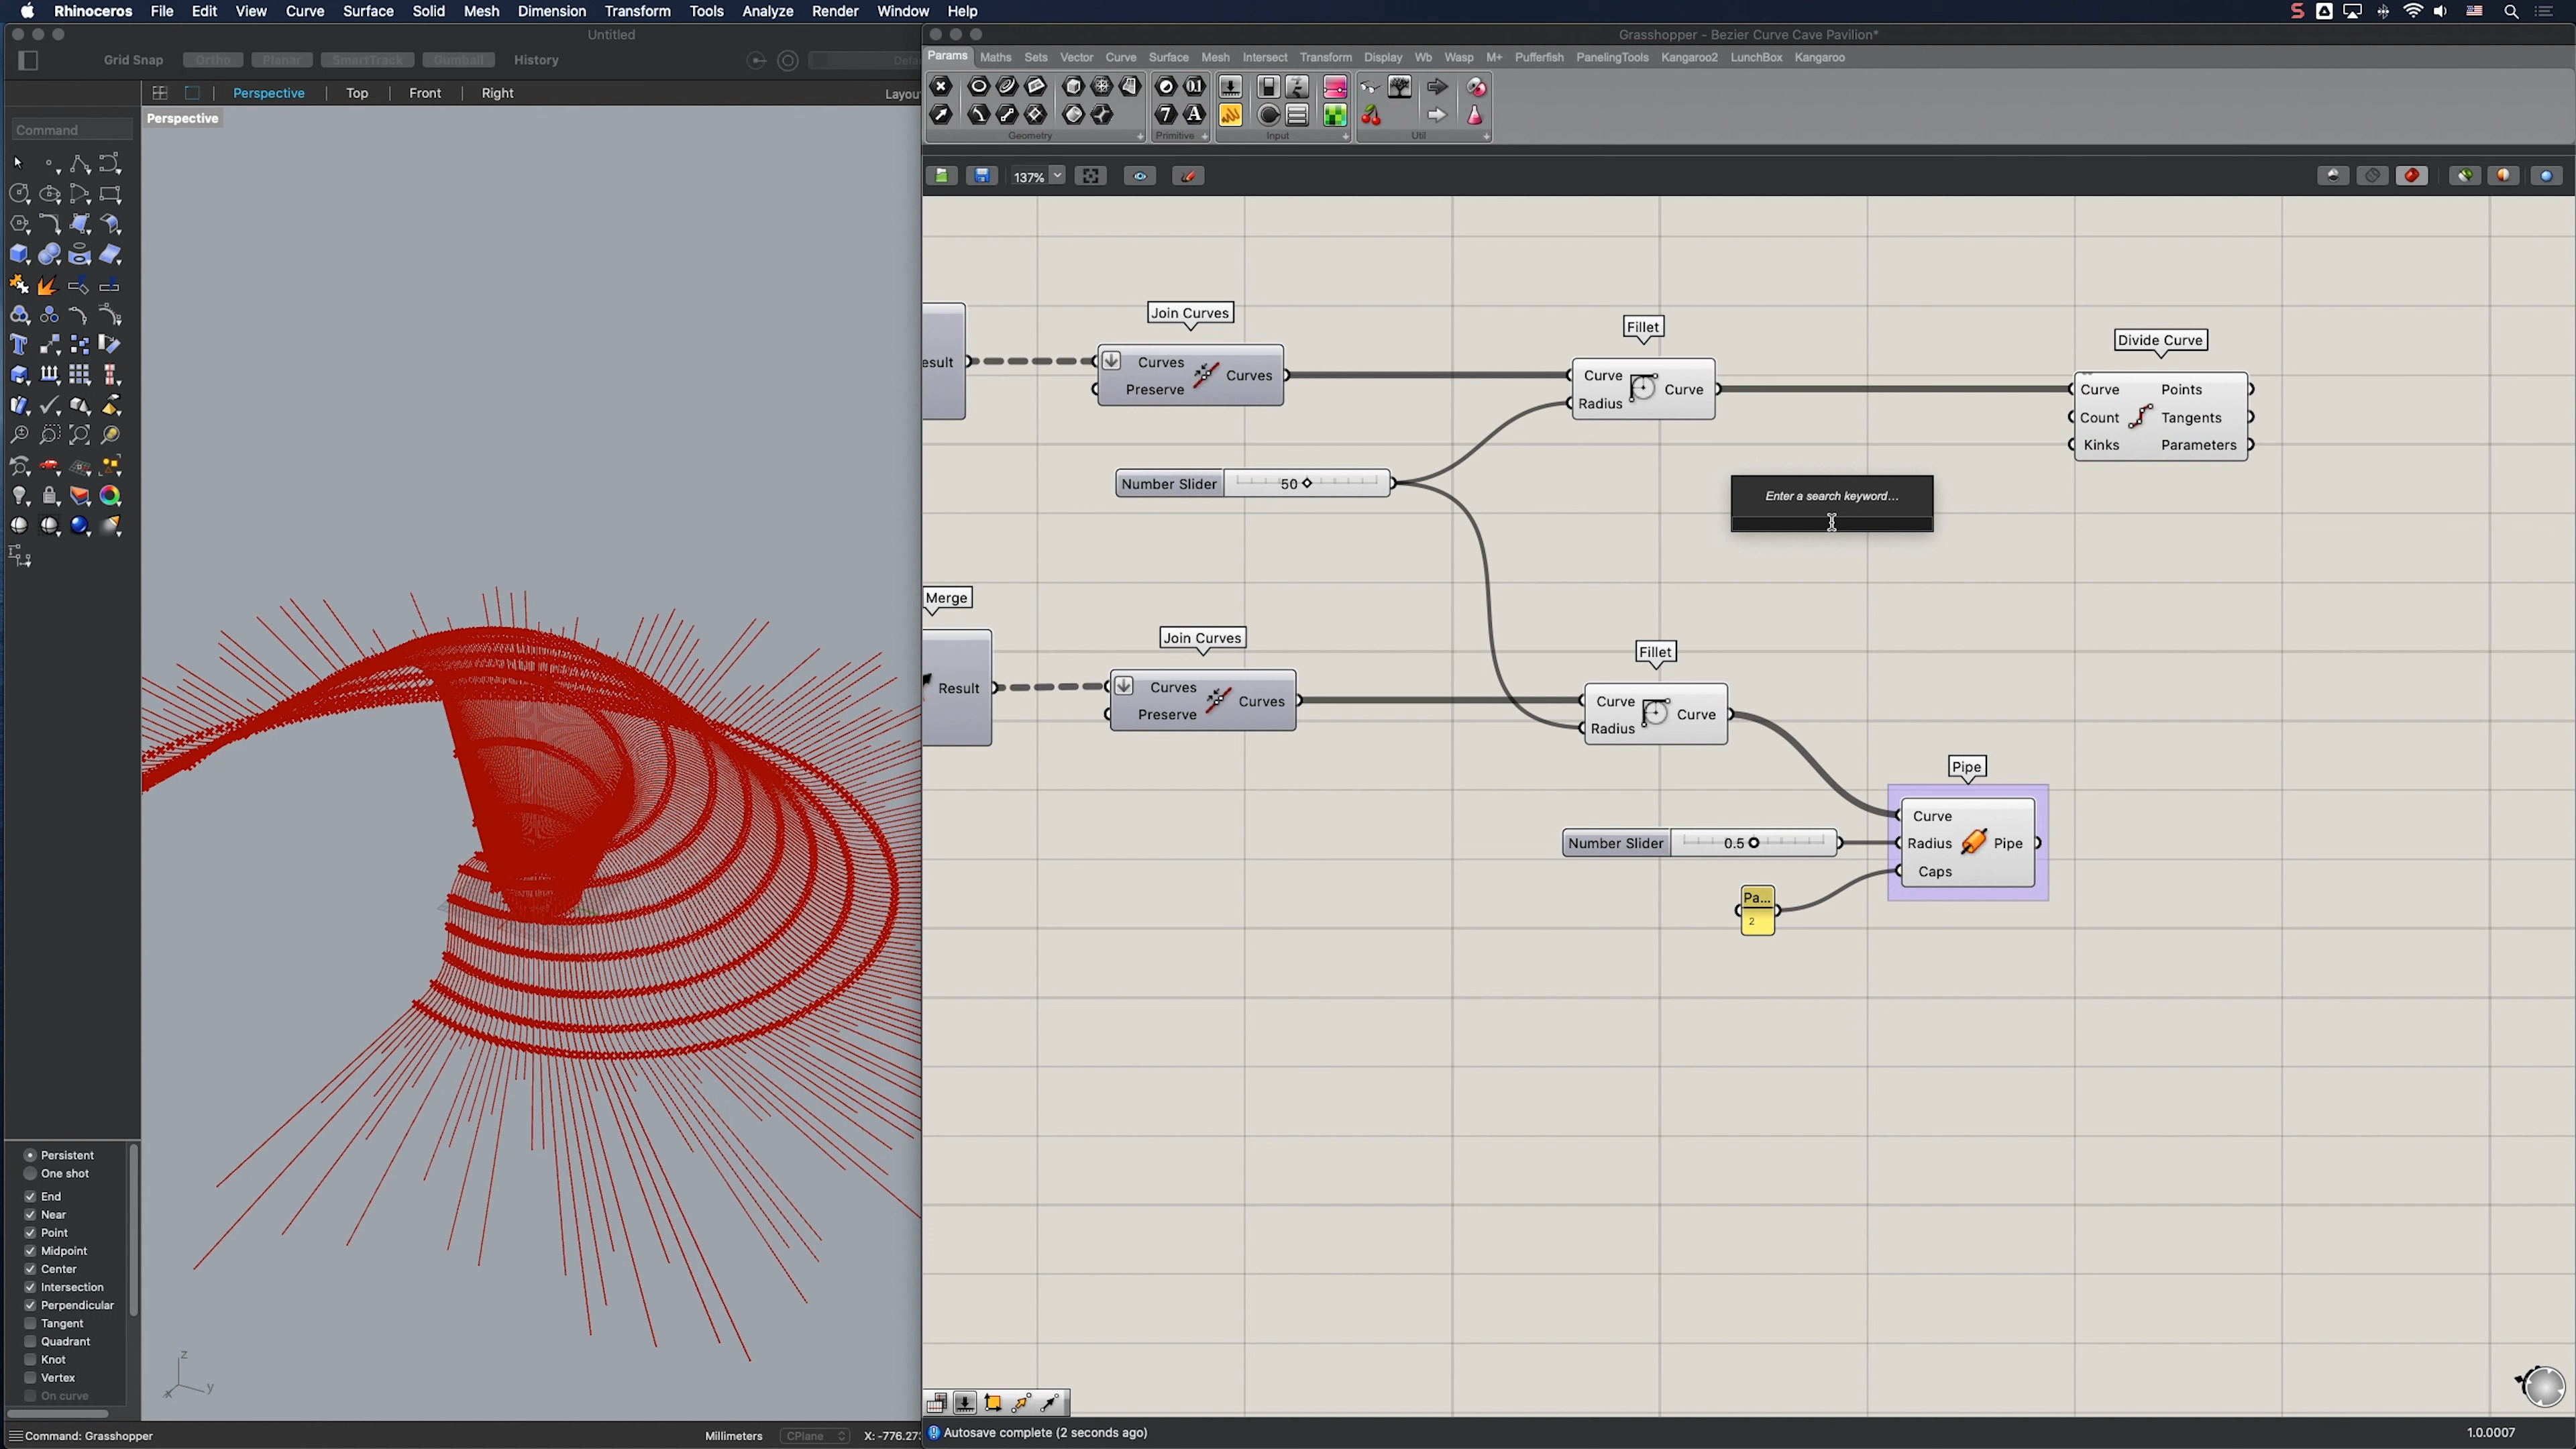 Rhinoceros File Edit View Curve Surface Solid Mesh Dimension Transform Tools Analyze Render Window Help
Untitled
Grid Snap Ortho Planar SmartTrack Gumball History
Perspective Top Front Right
Perspective
Command
Persistent
One shot
End
Near
Point
Midpoint
Center
Intersection
Perpendicular
Tangent
Quadrant
Knot
Vertex
On curve
z
y
x
Command: Grasshopper Millimeters CPlane X: -776.27
Grasshopper - Bezier Curve Cave Pavilion*
Params Maths Sets Vector Curve Surface Mesh Intersect Transform Display Wb Wasp M+ Pufferfish PanelingTools Kangaroo2 LunchBox Kangaroo
Geometry Primitive Input Util
137%
Join Curves
Curves
Preserve
Curves
Number Slider 50
Fillet
Curve
Radius
Curve
Divide Curve
Curve Points
Count Tangents
Kinks Parameters
Enter a search keyword...
Merge
Result
Join Curves
Curves
Preserve
Curves
Fillet
Curve
Radius
Curve
Pipe
Curve
Radius Pipe
Caps
Number Slider 0.5
Pa...
2
Autosave complete (2 seconds ago)
1.0.0007